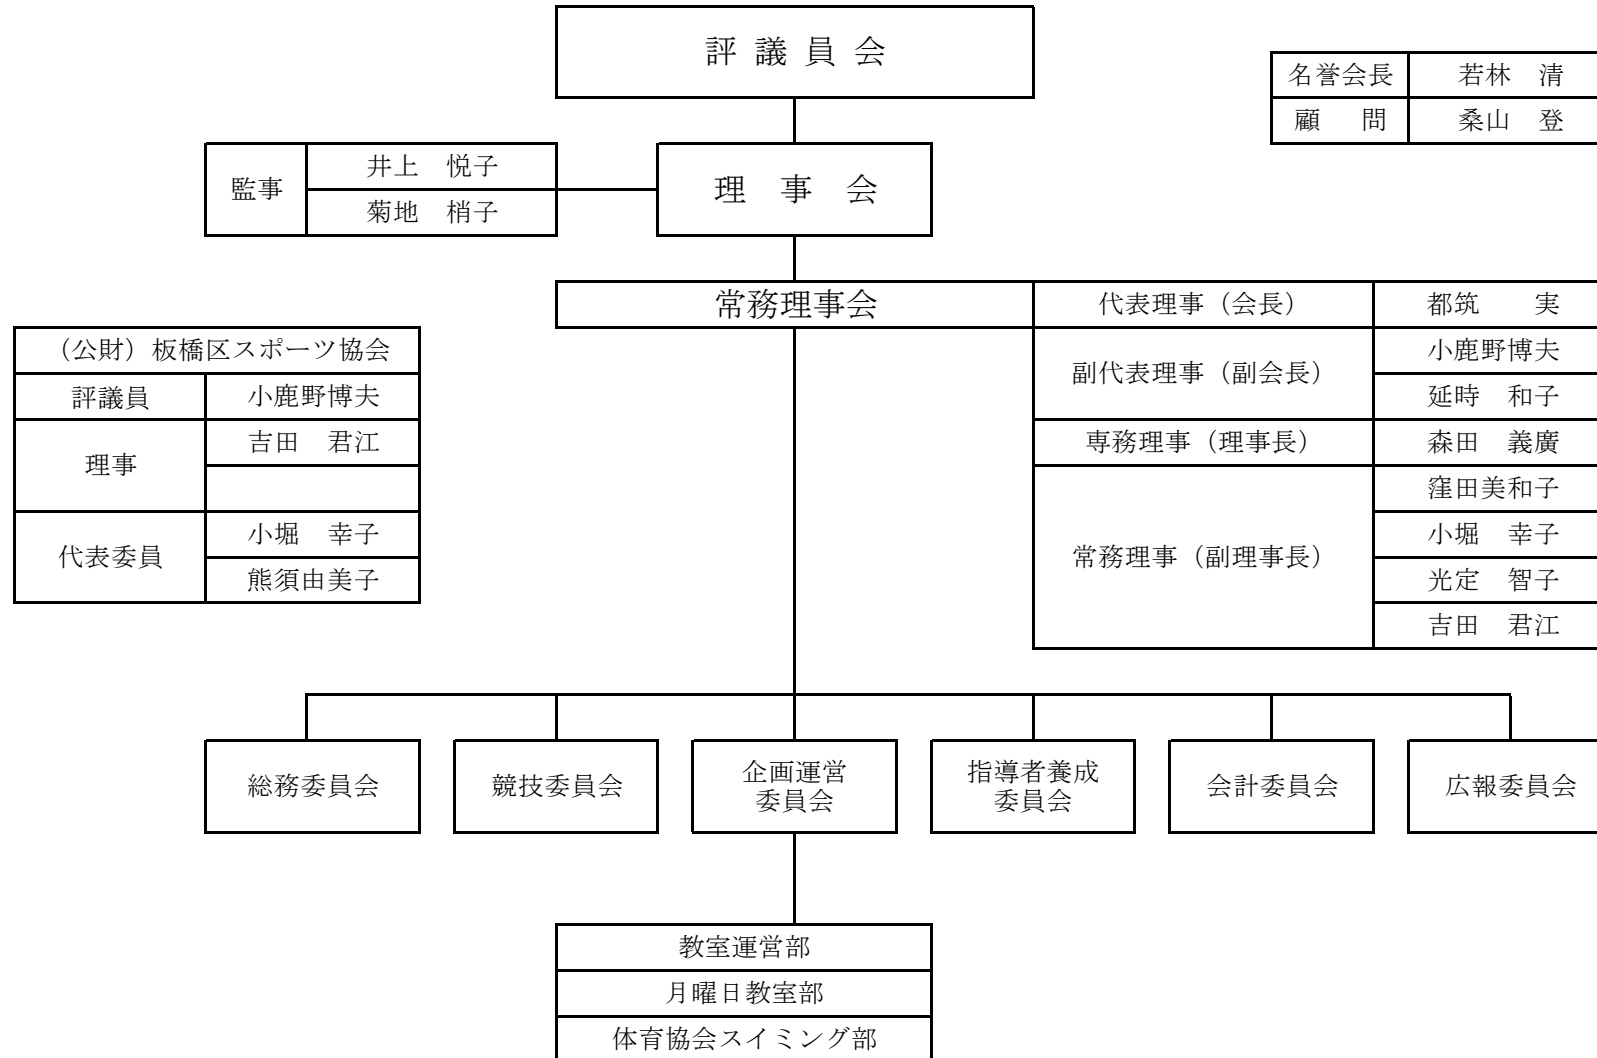 評議員会
名誉会長 若林 清
顧 問 桑山 登
監事 井上 悦子
菊地 梢子
理 事 会
常務理事会 代表理事（会長） 都筑 実
副代表理事（副会長） 小鹿野博夫
延時 和子
専務理事（理事長） 森田 義廣
常務理事（副理事長） 窪田美和子
小堀 幸子
光定 智子
吉田 君江
（公財）板橋区スポーツ協会
評議員 小鹿野博夫
理事 吉田 君江
代表委員 小堀 幸子
熊須由美子
総務委員会
競技委員会
企画運営
委員会
指導者養成
委員会
会計委員会
広報委員会
教室運営部
月曜日教室部
体育協会スイミング部